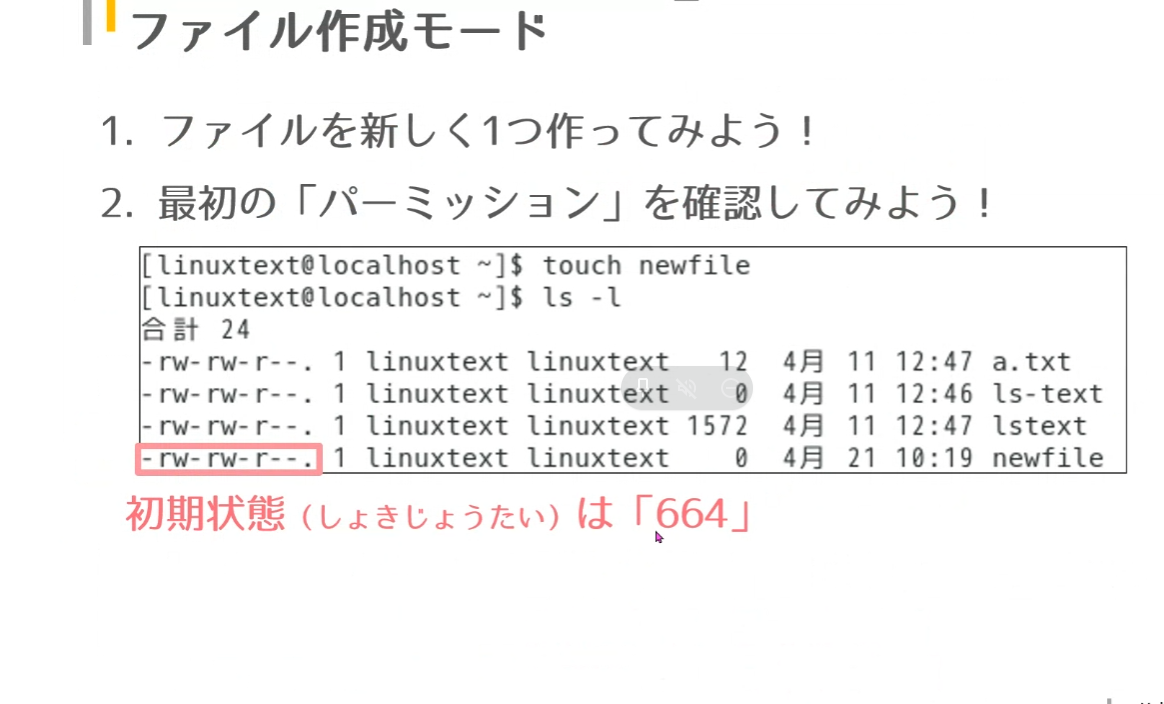 ファイル作成モード
1. ファイルを新しく1つ作ってみよう！
2. 最初の「パーミッション」を確認してみよう！
[linuxtext@localhost ~]$ touch newfile
[linuxtext@localhost ~]$ ls -l
合計 24
-rw-rw-r--. 1 linuxtext linuxtext   12  4月 11 12:47 a.txt
-rw-rw-r--. 1 linuxtext linuxtext    0  4月 11 12:46 ls-text
-rw-rw-r--. 1 linuxtext linuxtext 1572  4月 11 12:47 lstext
-rw-rw-r--. 1 linuxtext linuxtext    0  4月 21 10:19 newfile
初期状態（しょきじょうたい）は「664」